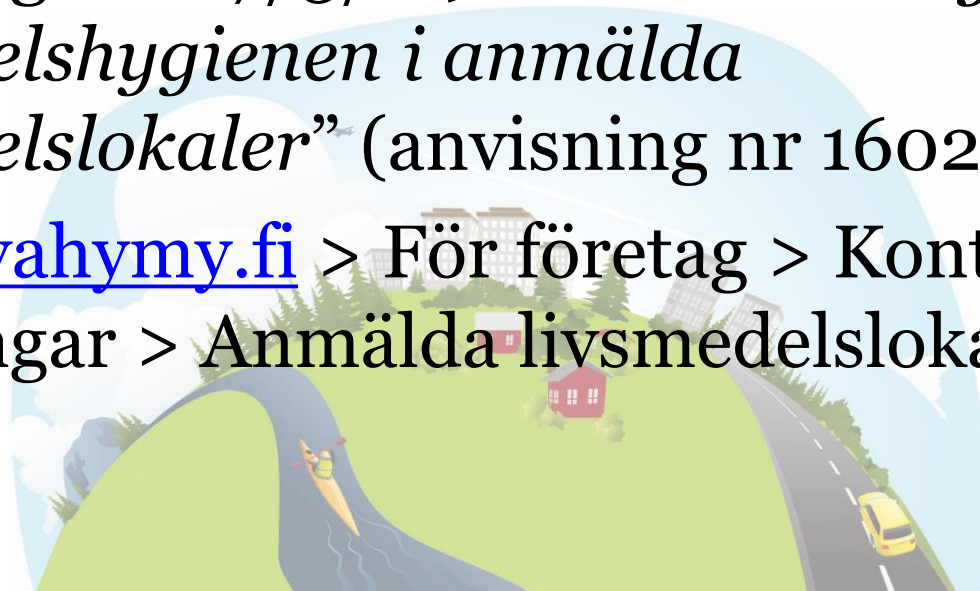 elshygienen i anmälda
elslokaler” (anvisning nr 1602
vahymy.fi > För företag > Kont
ngar > Anmälda livsmedelsloka